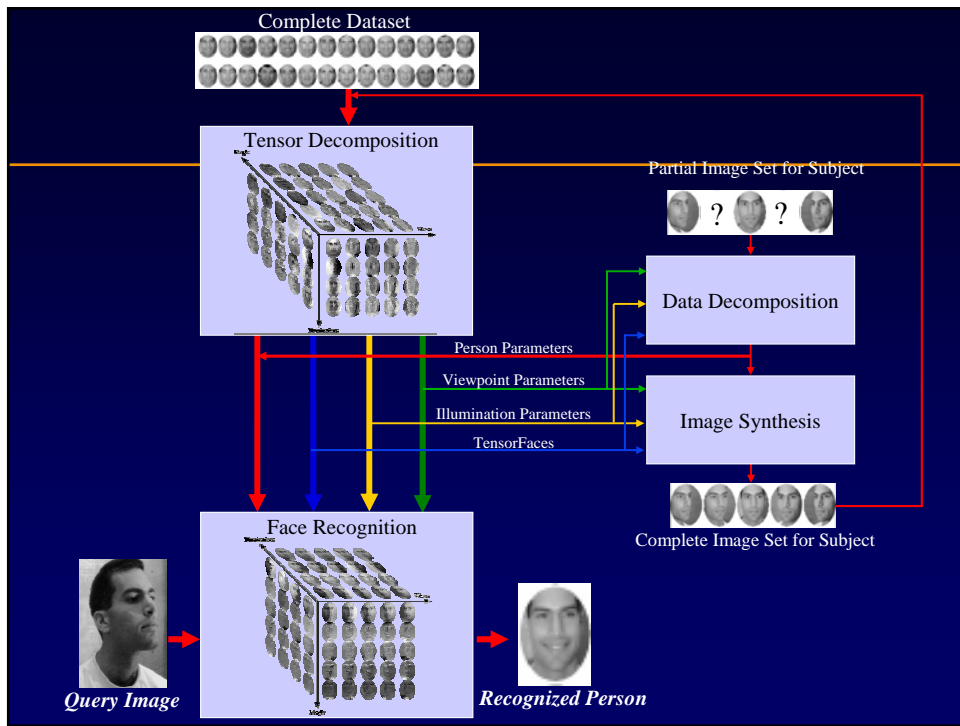 Complete Dataset
Tensor Decomposition
Partial Image Set for Subject
? ?
Data Decomposition
Person Parameters
Viewpoint Parameters
Illumination Parameters
Image Synthesis
TensorFaces
Face Recognition
Complete Image Set for Subject
Query Image
Recognized Person